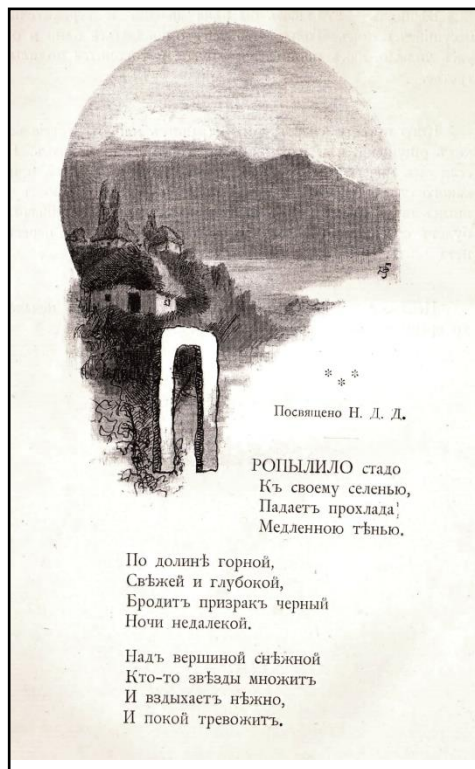 * * *
Посвящено Н. Д. Д.
ПРОПЫЛИЛО стадо
Къ своему селенью,
Падаетъ прохлада
Медленною тѣнью.
По долинѣ горной,
Свѣжей и глубокой,
Бродитъ призракъ черный
Ночи недалекой.
Надъ вершиной снѣжной
Кто-то звѣзды множитъ
И вздыхаетъ нѣжно,
И покой тревожитъ.